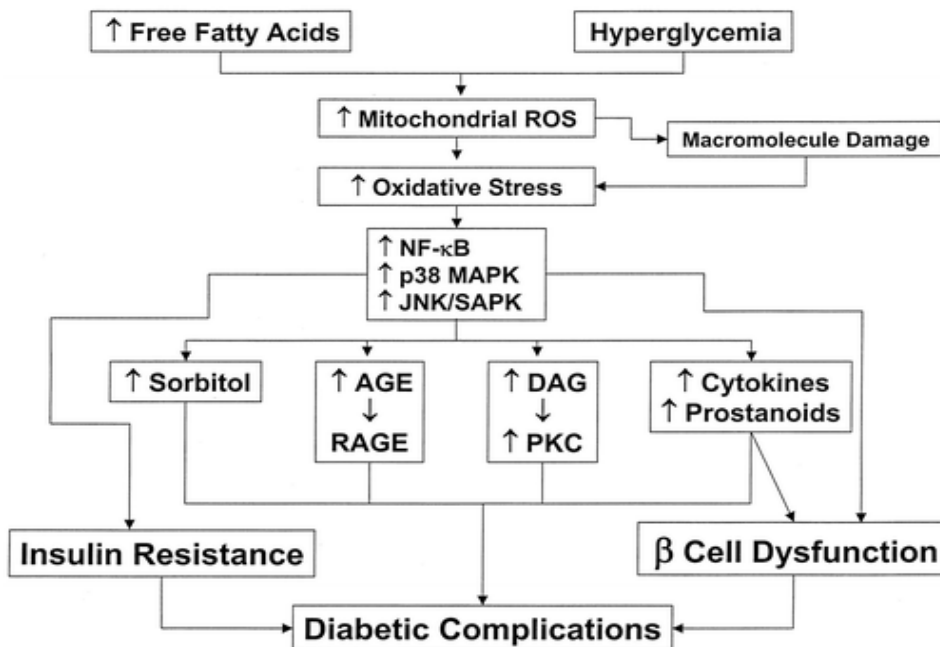 ↑ Free Fatty Acids
Hyperglycemia
↑ Mitochondrial ROS
Macromolecule Damage
↑ Oxidative Stress
↑ NF-κB
↑ p38 MAPK
↑ JNK/SAPK
↑ Sorbitol
↑ AGE
↓
RAGE
↑ DAG
↓
↑ PKC
↑ Cytokines
↑ Prostanoids
Insulin Resistance
β Cell Dysfunction
Diabetic Complications